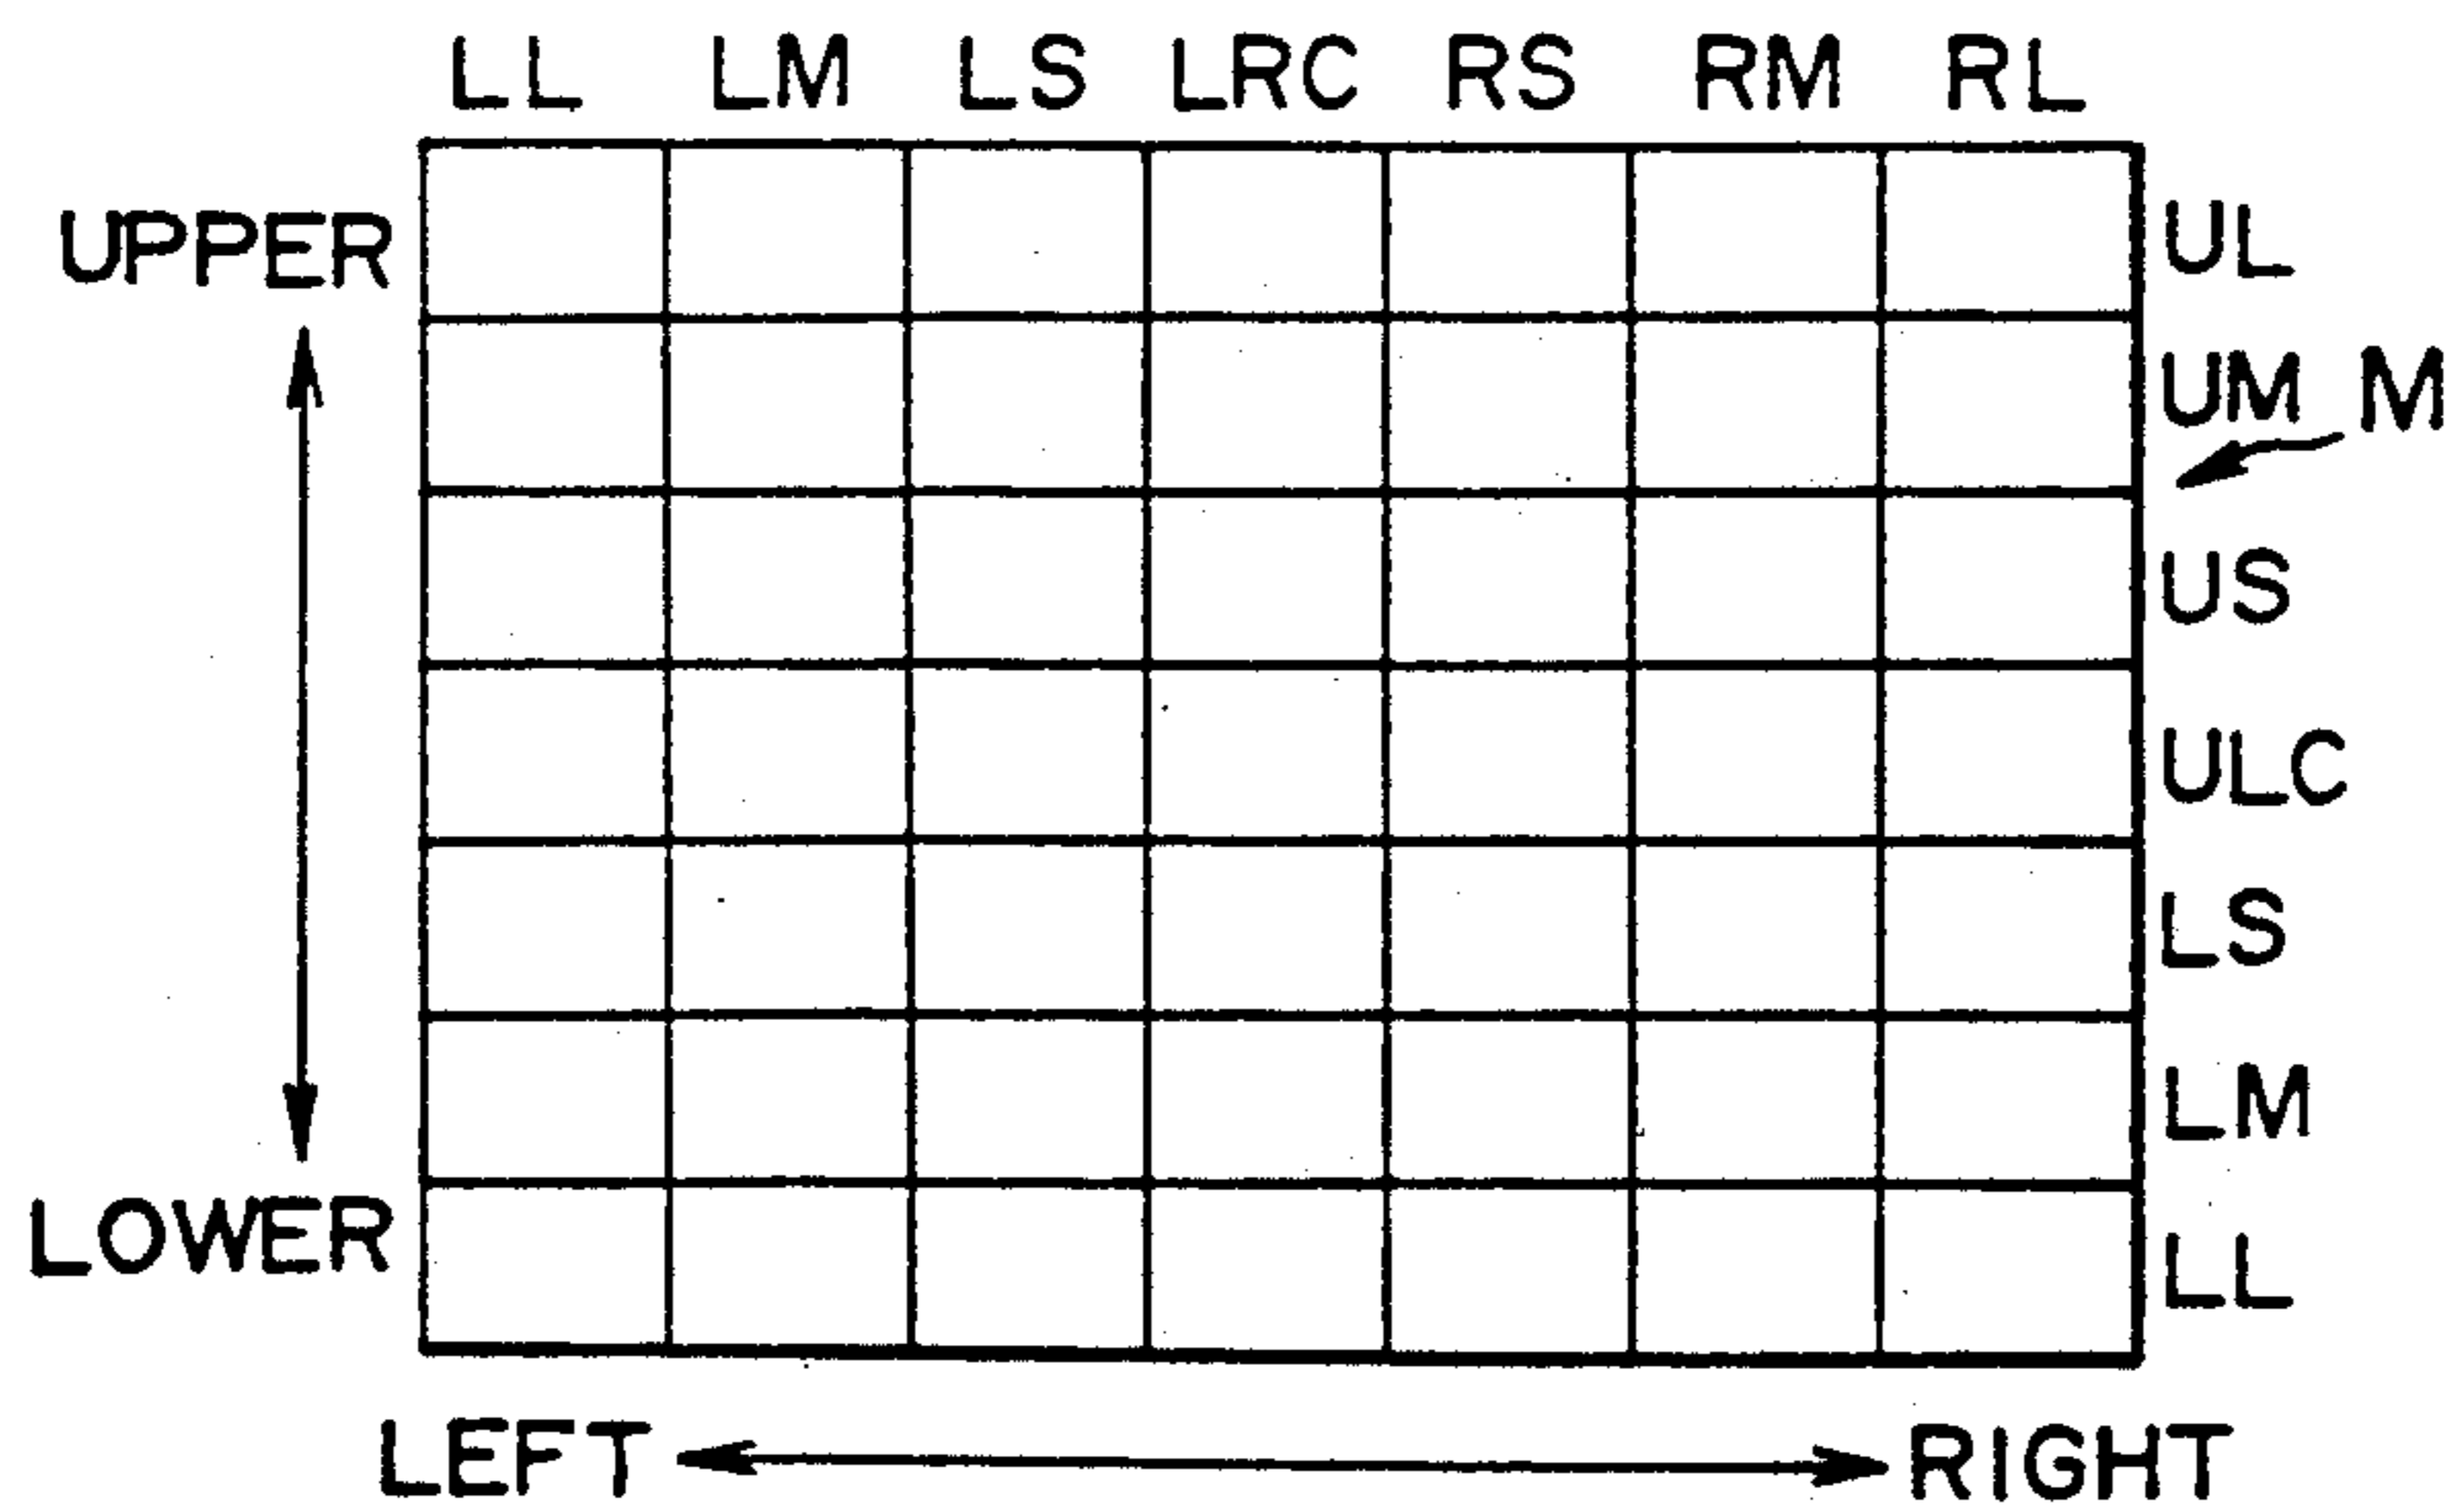 LL LM LS LRC RS RM RL
UPPER UL
UM M
US
ULC
LS
LM
LOWER LL
LEFT RIGHT